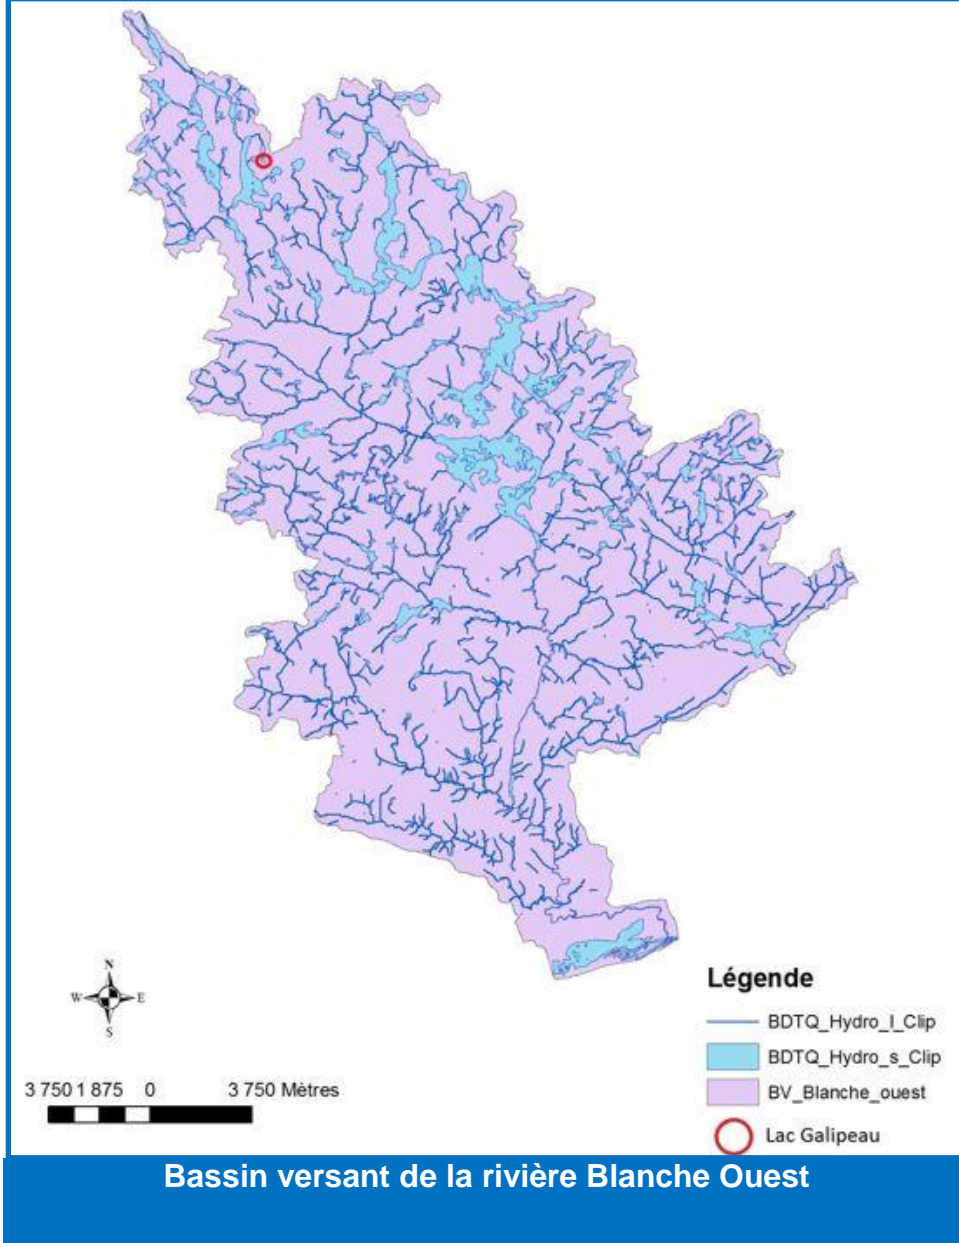 N
W E
S
3 750 1 875 0 3 750 Mètres
Légende
BDTQ_Hydro_l_Clip
BDTQ_Hydro_s_Clip
BV_Blanche_ouest
Lac Galipeau
Bassin versant de la rivière Blanche Ouest